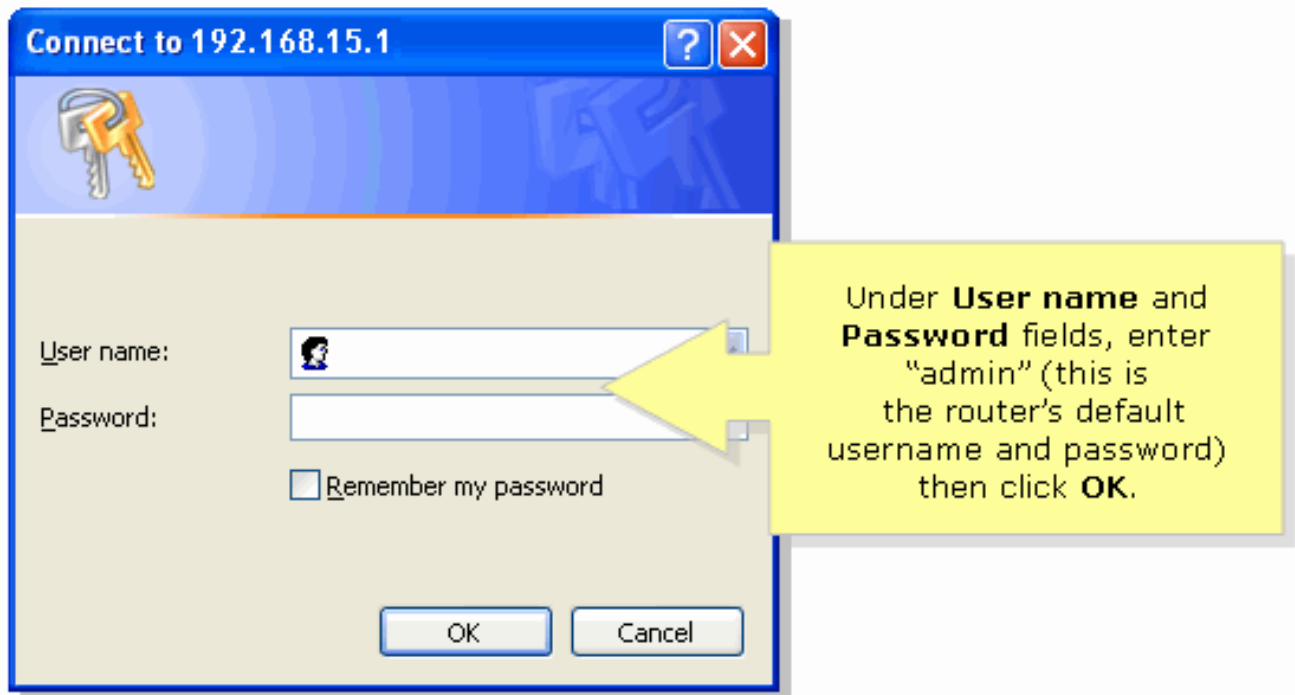 Connect to 192.168.15.1
User name:
Password:
Remember my password
OK Cancel
Under User name and
Password fields, enter
“admin” (this is
the router’s default
username and password)
then click OK.